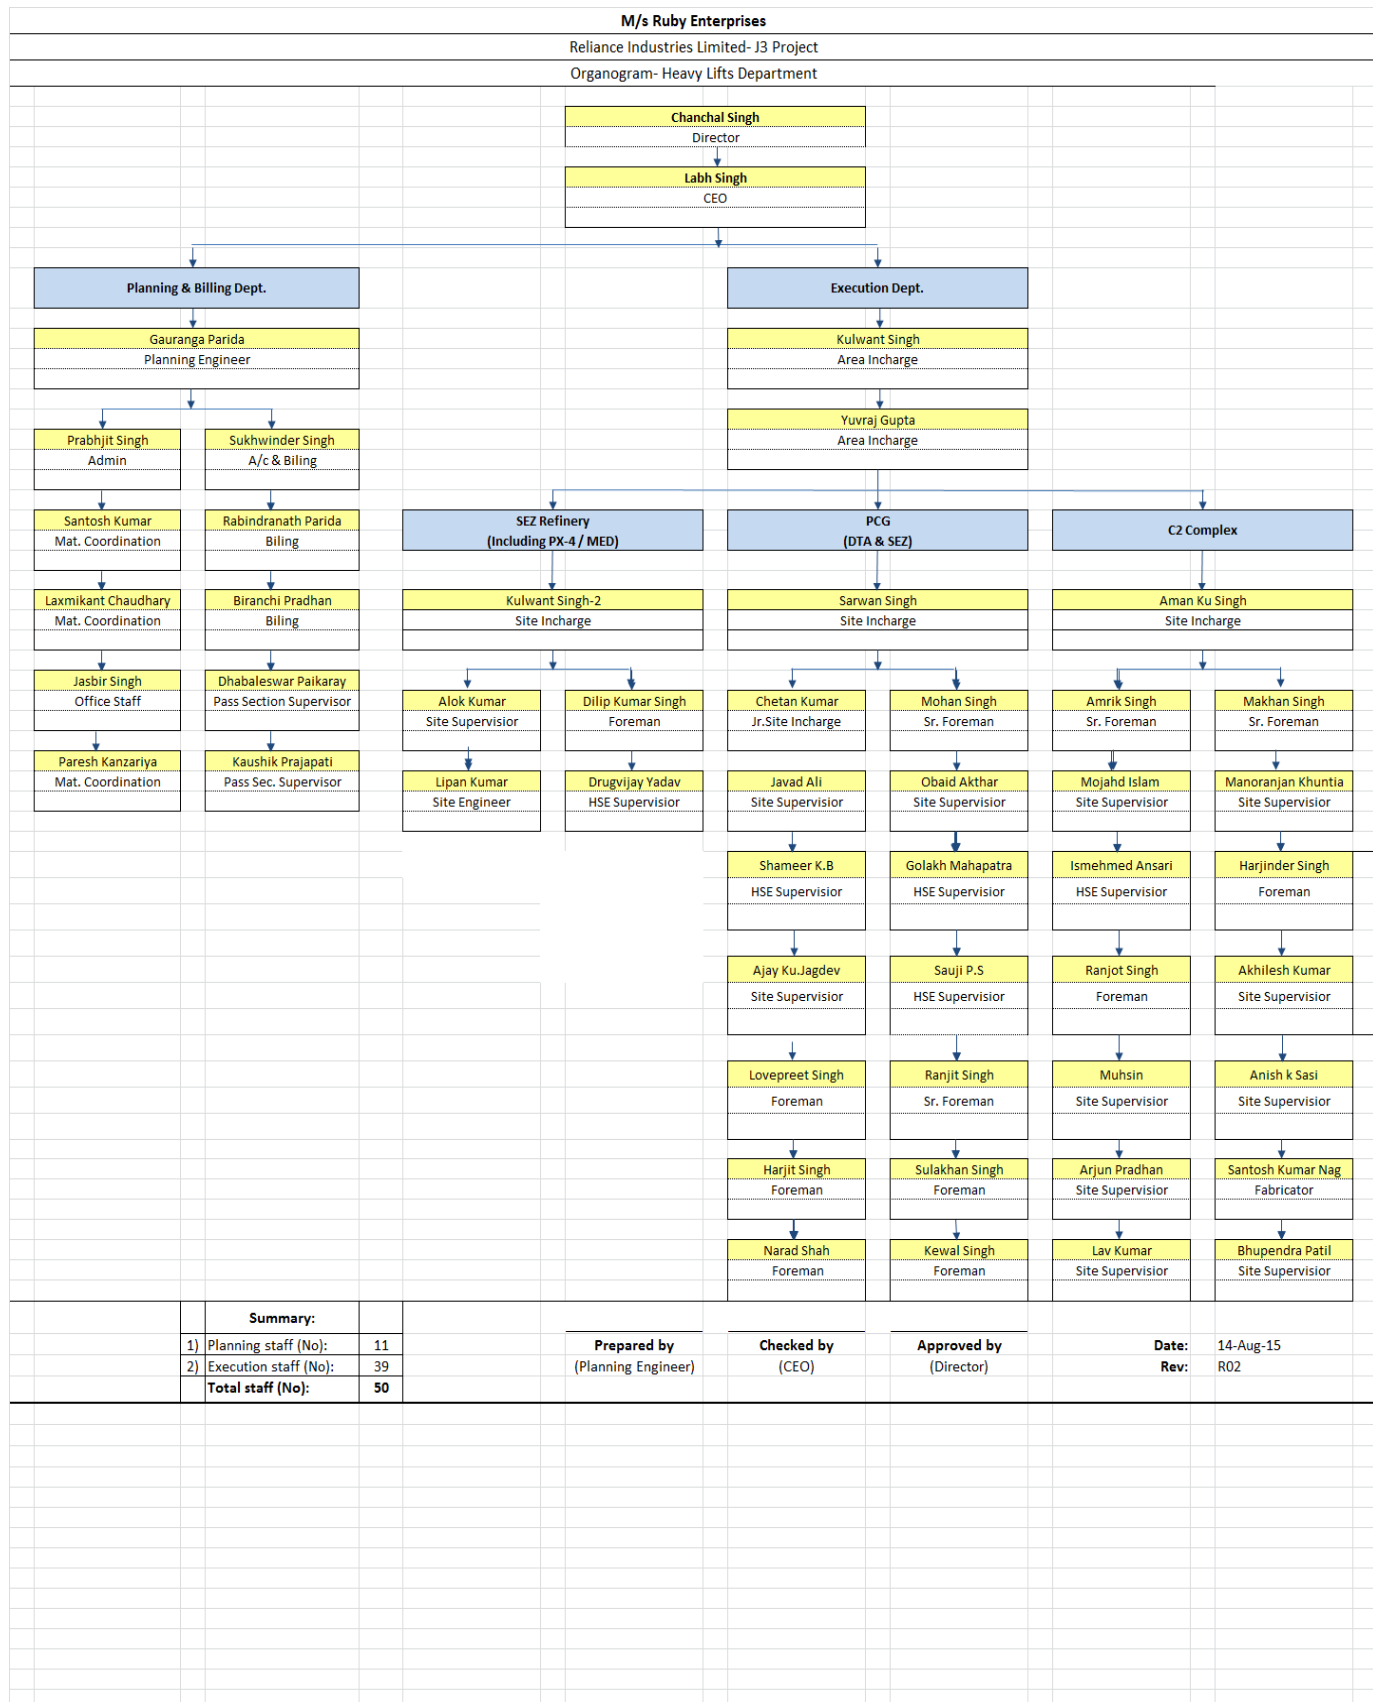 M/s Ruby Enterprises
Reliance Industries Limited- J3 Project
Organogram- Heavy Lifts Department
Chanchal Singh
Director
Labh Singh
CEO
Planning & Billing Dept.
Execution Dept.
Gauranga Parida
Planning Engineer
Kulwant Singh
Area Incharge
Yuvraj Gupta
Area Incharge
Prabhjit Singh
Admin
Sukhwinder Singh
A/c & Biling
Santosh Kumar
Mat. Coordination
Rabindranath Parida
Biling
SEZ Refinery
(Including PX-4 / MED)
PCG
(DTA & SEZ)
C2 Complex
Laxmikant Chaudhary
Mat. Coordination
Biranchi Pradhan
Biling
Kulwant Singh-2
Site Incharge
Sarwan Singh
Site Incharge
Aman Ku Singh
Site Incharge
Jasbir Singh
Office Staff
Dhabaleswar Paikaray
Pass Section Supervisor
Alok Kumar
Site Supervisior
Dilip Kumar Singh
Foreman
Chetan Kumar
Jr.Site Incharge
Mohan Singh
Sr. Foreman
Amrik Singh
Sr. Foreman
Makhan Singh
Sr. Foreman
Paresh Kanzariya
Mat. Coordination
Kaushik Prajapati
Pass Sec. Supervisor
Lipan Kumar
Site Engineer
Drugvijay Yadav
HSE Supervisior
Javad Ali
Site Supervisior
Obaid Akthar
Site Supervisior
Mojahd Islam
Site Supervisior
Manoranjan Khuntia
Site Supervisior
Shameer K.B
HSE Supervisior
Golakh Mahapatra
HSE Supervisior
Ismehmed Ansari
HSE Supervisior
Harjinder Singh
Foreman
Ajay Ku.Jagdev
Site Supervisior
Sauji P.S
HSE Supervisior
Ranjot Singh
Foreman
Akhilesh Kumar
Site Supervisior
Lovepreet Singh
Foreman
Ranjit Singh
Sr. Foreman
Muhsin
Site Supervisior
Anish k Sasi
Site Supervisior
Harjit Singh
Foreman
Sulakhan Singh
Foreman
Arjun Pradhan
Site Supervisior
Santosh Kumar Nag
Fabricator
Narad Shah
Foreman
Kewal Singh
Foreman
Lav Kumar
Site Supervisior
Bhupendra Patil
Site Supervisior
Summary:
1) Planning staff (No): 11
2) Execution staff (No): 39
Total staff (No): 50
Prepared by
(Planning Engineer)
Checked by
(CEO)
Approved by
(Director)
Date: 14-Aug-15
Rev: R02